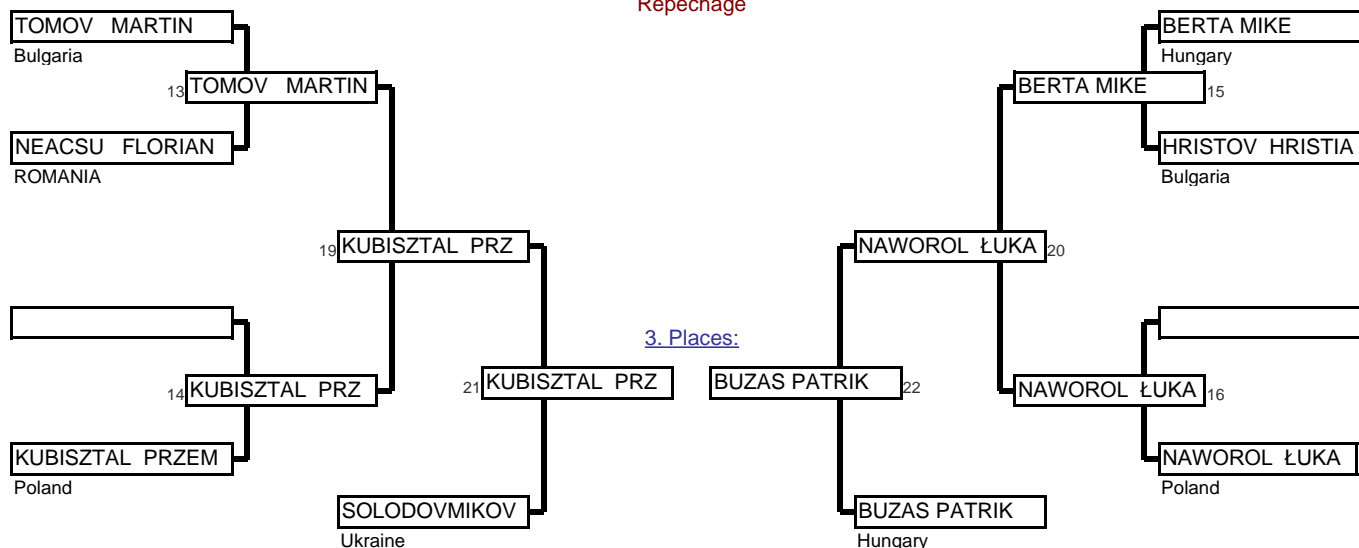 Repechage
TOMOV MARTIN
Bulgaria
13 TOMOV MARTIN
NEACSU FLORIAN
ROMANIA
19 KUBISZTAL PRZ
14 KUBISZTAL PRZ
KUBISZTAL PRZEM
Poland
21 KUBISZTAL PRZ
SOLODOVMIKOV
Ukraine
3. Places:
BERTA MIKE
Hungary
BERTA MIKE 15
HRISTOV HRISTIA
Bulgaria
NAWOROL ŁUKA 20
BUZAS PATRIK 22
NAWOROL ŁUKA 16
NAWOROL ŁUKA
Poland
BUZAS PATRIK
Hungary